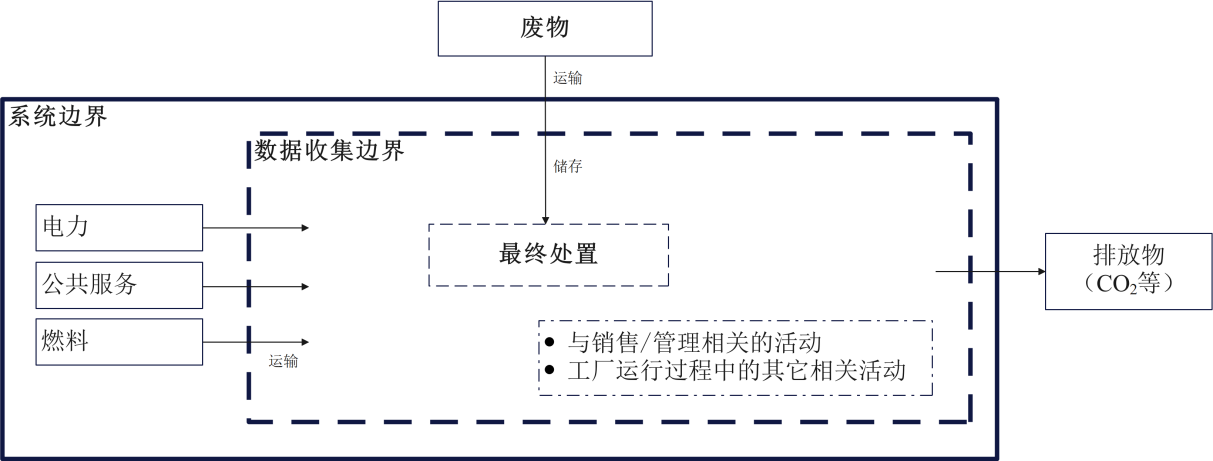 废物
运输
系统边界
数据收集边界
储存
电力
最终处置
排放物
（CO₂等）
公共服务
燃料
运输
● 与销售/管理相关的活动
● 工厂运行过程中的其它相关活动